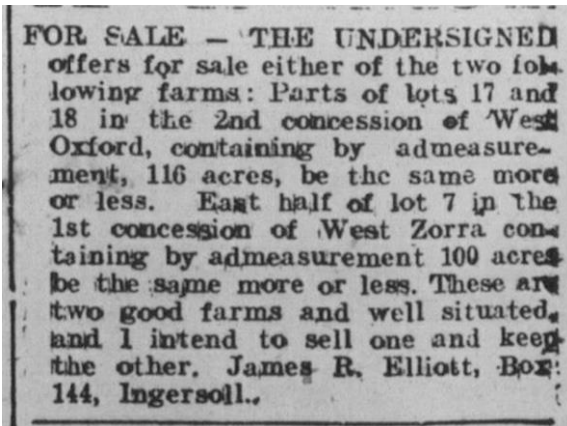 FOR SALE — THE UNDERSIGNED
offers for sale either of the two fol-
lowing farms: Parts of lots 17 and
18 in the 2nd concession of West
Oxford, containing by admeasure-
ment, 116 acres, be the same more
or less. East half of lot 7 in the
1st concession of West Zorra con-
taining by admeasurement 100 acres
be the same more or less. These are
two good farms and well situated,
and I intend to sell one and keep
the other. James R. Elliott, Box
144, Ingersoll.